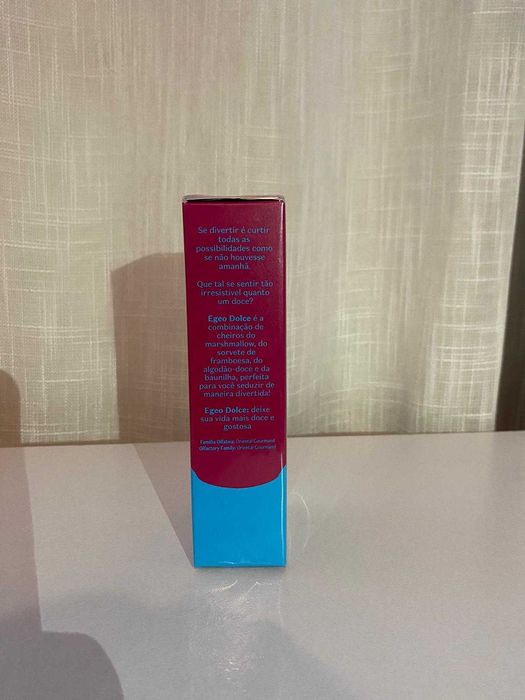 Se divertir é curtir
todas as
possibilidades como
se não houvesse
amanhã.
Que tal se sentir tão
irresistível quanto
um doce?
Egeo Dolce é a
combinação de
cheiros do
marshmallow, do
sorvete de
framboesa, do
algodão-doce e da
baunilha, perfeita
para você seduzir de
maneira divertida!
Egeo Dolce: deixe
sua vida mais doce e
gostosa
Família Olfativa: Oriental Gourmand
Olfactory Family: Oriental Gourmand